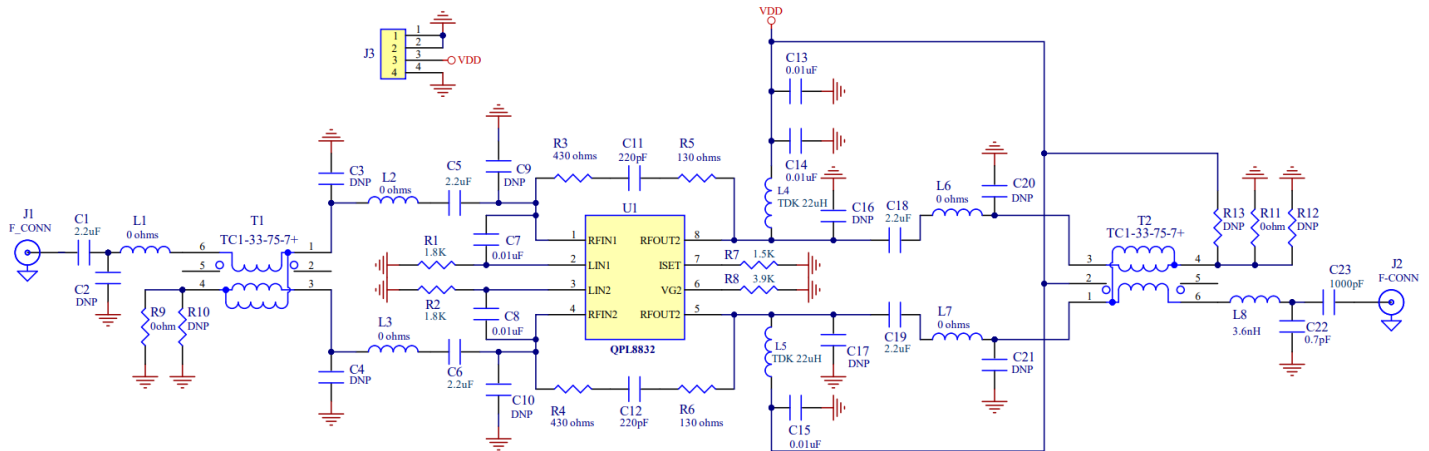 VDD
J3
1
2
3
4
1
2
3
4
VDD
C13
0.01uF
C14
0.01uF
R3
430 ohms
C11
220pF
R5
130 ohms
C3
DNP
L2
0 ohms
C5
2.2uF
C9
DNP
L4
TDK 22uH
C16
DNP
C18
2.2uF
L6
0 ohms
C20
DNP
J1
F_CONN
C1
2.2uF
L1
0 ohms
T1
TC1-33-75-7+
6
5
4
1
2
3
C2
DNP
R9
0ohm
R10
DNP
R1
1.8K
R2
1.8K
C7
0.01uF
C8
0.01uF
U1
1
2
3
4
RFIN1
LIN1
LIN2
RFIN2
RFOUT2
ISET
VG2
RFOUT2
8
7
6
5
QPL8832
R7
1.5K
R8
3.9K
R13
DNP
R11
0ohm
R12
DNP
T2
TC1-33-75-7+
3
2
1
4
5
6
J2
F-CONN
C23
1000pF
L8
3.6nH
C22
0.7pF
C4
DNP
L3
0 ohms
C6
2.2uF
C10
DNP
R4
430 ohms
C12
220pF
R6
130 ohms
L5
TDK 22uH
C17
DNP
C19
2.2uF
L7
0 ohms
C21
DNP
C15
0.01uF